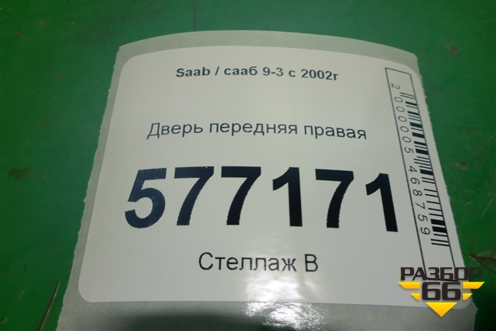 Saab / сааб 9-3 с 2002г
Дверь передняя правая
577171
Стеллаж В
2000005468759
РАЗБОР
66